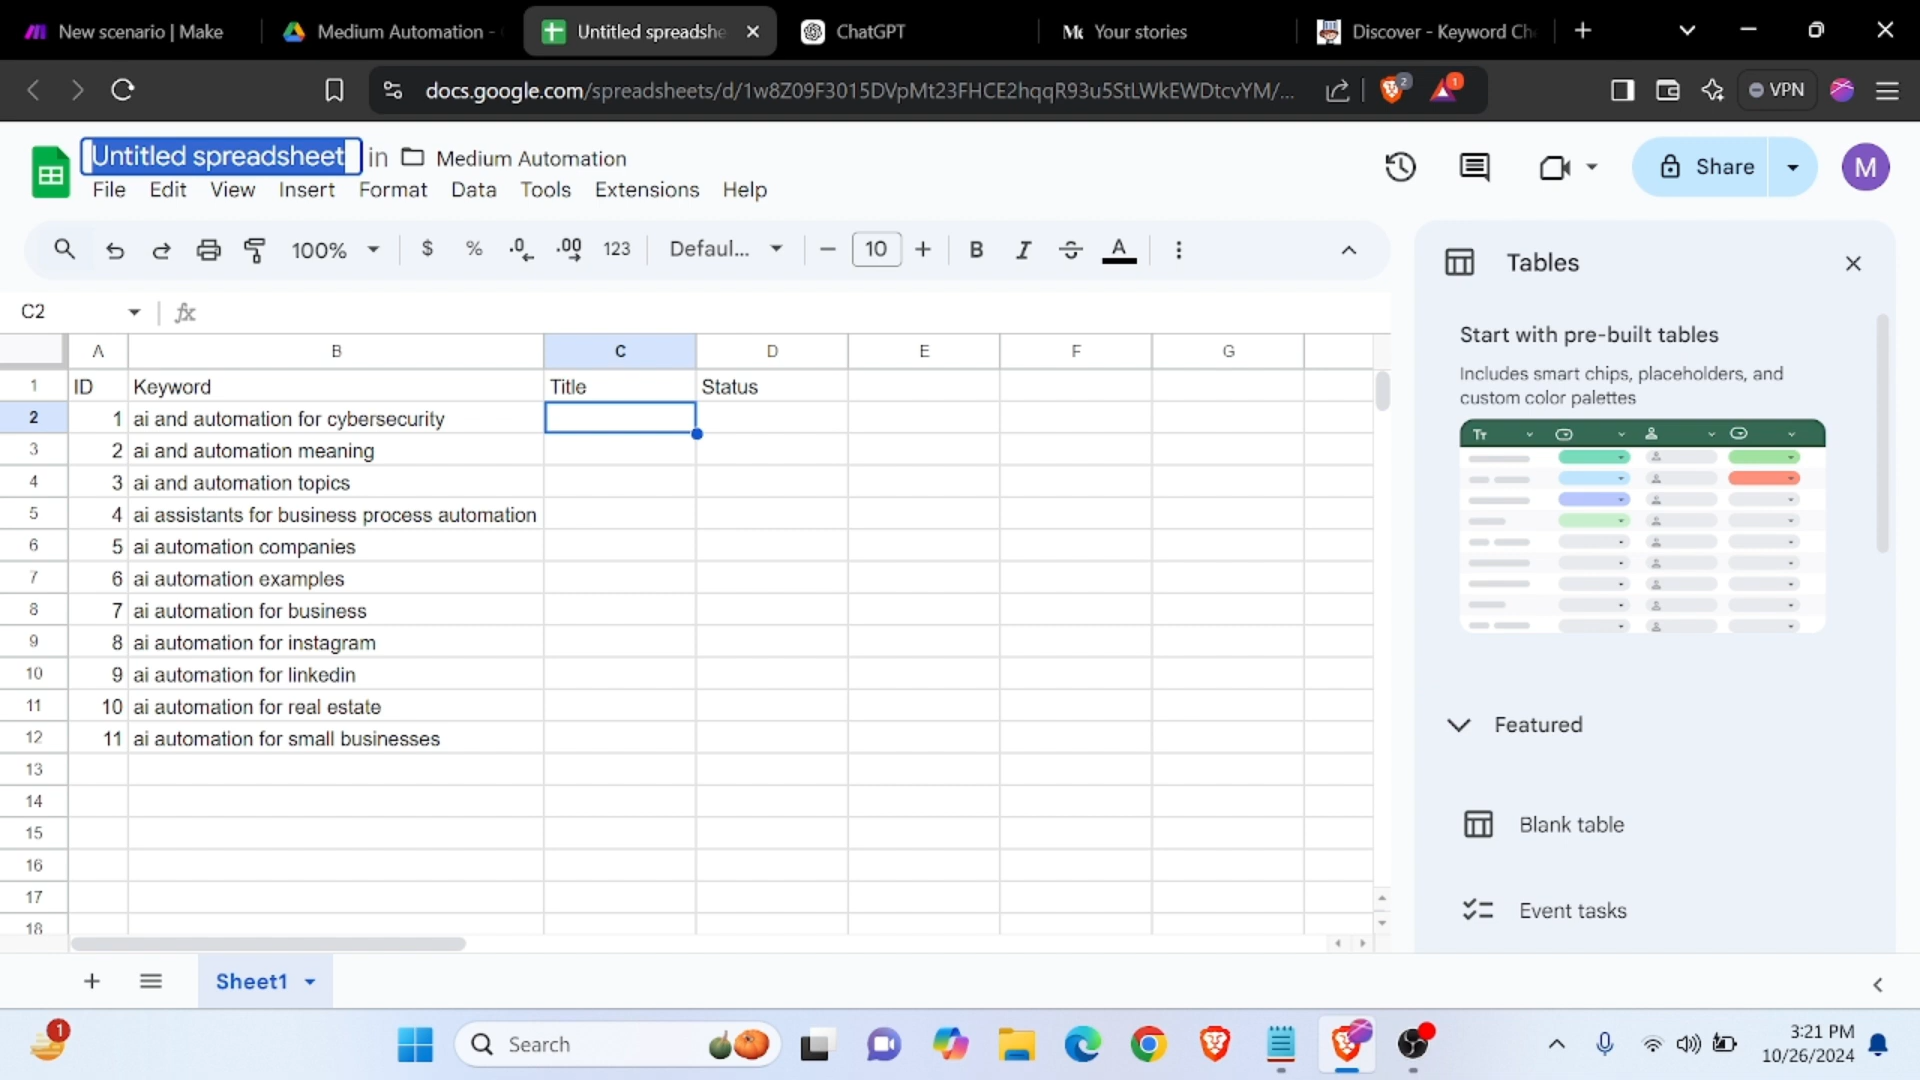 New scenario | Make
Medium Automation -
Untitled spreadshe
ChatGPT
Your stories
Discover - Keyword Ch
docs.google.com/spreadsheets/d/1w8Z09F3015DVpMt23FHCE2hqqR93u5StLWkEWDtcvYM/...
2
1
VPN
Untitled spreadsheet in Medium Automation
File Edit View Insert Format Data Tools Extensions Help
Share
M
100% $ % .0 .00 123 Defaul... 10 B I S A
C2 fx
A B C D E F G
1 ID Keyword Title Status
2 1 ai and automation for cybersecurity
3 2 ai and automation meaning
4 3 ai and automation topics
5 4 ai assistants for business process automation
6 5 ai automation companies
7 6 ai automation examples
8 7 ai automation for business
9 8 ai automation for instagram
10 9 ai automation for linkedin
11 10 ai automation for real estate
12 11 ai automation for small businesses
13
14
15
16
17
18
Tables
Start with pre-built tables
Includes smart chips, placeholders, and
custom color palettes
Featured
Blank table
Event tasks
Sheet1
1
Search
3:21 PM
10/26/2024